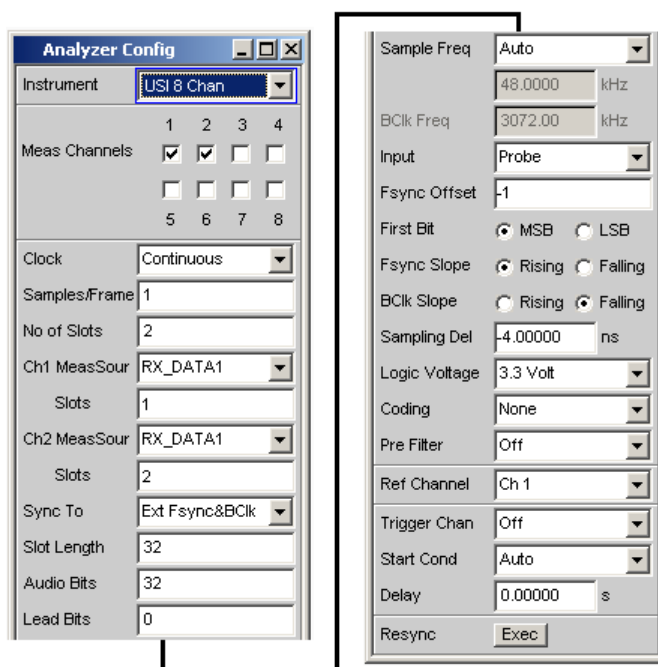 Analyzer Config
Instrument USI 8 Chan
1 2 3 4
Meas Channels
5 6 7 8
Clock Continuous
Samples/Frame 1
No of Slots 2
Ch1 MeasSour RX_DATA1
Slots 1
Ch2 MeasSour RX_DATA1
Slots 2
Sync To Ext Fsync&BClk
Slot Length 32
Audio Bits 32
Lead Bits 0
Sample Freq Auto
48.0000 kHz
BClk Freq 3072.00 kHz
Input Probe
Fsync Offset -1
First Bit MSB LSB
Fsync Slope Rising Falling
BClk Slope Rising Falling
Sampling Del -4.00000 ns
Logic Voltage 3.3 Volt
Coding None
Pre Filter Off
Ref Channel Ch 1
Trigger Chan Off
Start Cond Auto
Delay 0.00000 s
Resync Exec